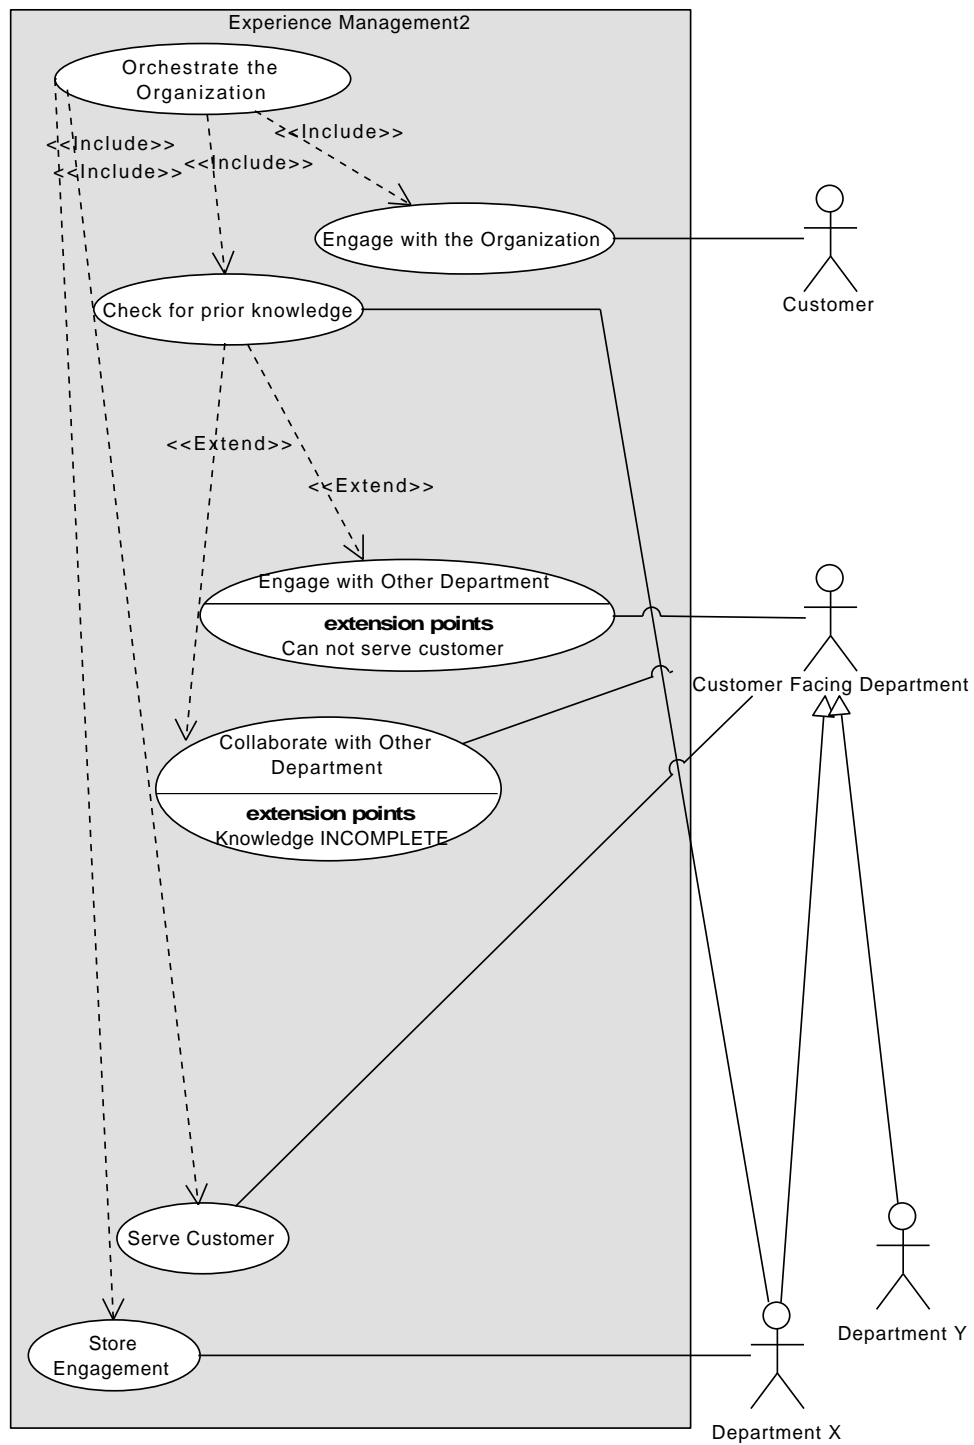 Experience Management2
Orchestrate the
Organization
<<Include>>
<<Include>>
<<Include>>
<<Include>>
Engage with the Organization
Customer
Check for prior knowledge
<<Extend>>
<<Extend>>
Engage with Other Department
extension points
Can not serve customer
Customer Facing Department
Collaborate with Other
Department
extension points
Knowledge INCOMPLETE
Serve Customer
Department Y
Store
Engagement
Department X